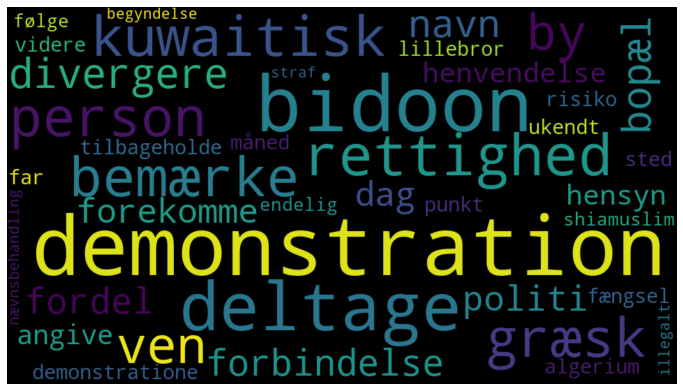 følge
begyndelse
kuwaitisk
navn
by
videre
lillebror
divergere
straf
bidoon
henvendelse
bopæl
person
risiko
ukendt
tilbageholde
måned
rettighed
sted
far
bemærke
dag
punkt
hensyn
forekomme
endelig
shiamuslim
nævnsbehandling
demonstration
fordel
deltage
politi
fængsel
angive
ven
græsk
illegalt
demonstratione
forbindelse
algerium